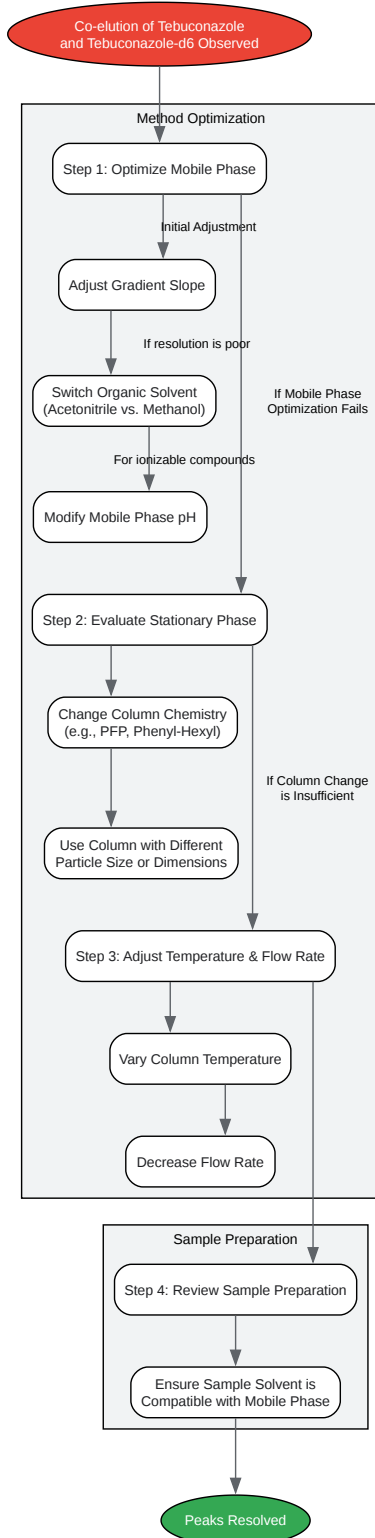 Co-elution of Tebuconazole
and Tebuconazole-d6 Observed
Method Optimization
Step 1: Optimize Mobile Phase
Initial Adjustment
Adjust Gradient Slope
If resolution is poor
Switch Organic Solvent
(Acetonitrile vs. Methanol)
If Mobile Phase
Optimization Fails
For ionizable compounds
Modify Mobile Phase pH
Step 2: Evaluate Stationary Phase
Change Column Chemistry
(e.g., PFP, Phenyl-Hexyl)
If Column Change
is Insufficient
Use Column with Different
Particle Size or Dimensions
Step 3: Adjust Temperature & Flow Rate
Vary Column Temperature
Decrease Flow Rate
Sample Preparation
Step 4: Review Sample Preparation
Ensure Sample Solvent is
Compatible with Mobile Phase
Peaks Resolved